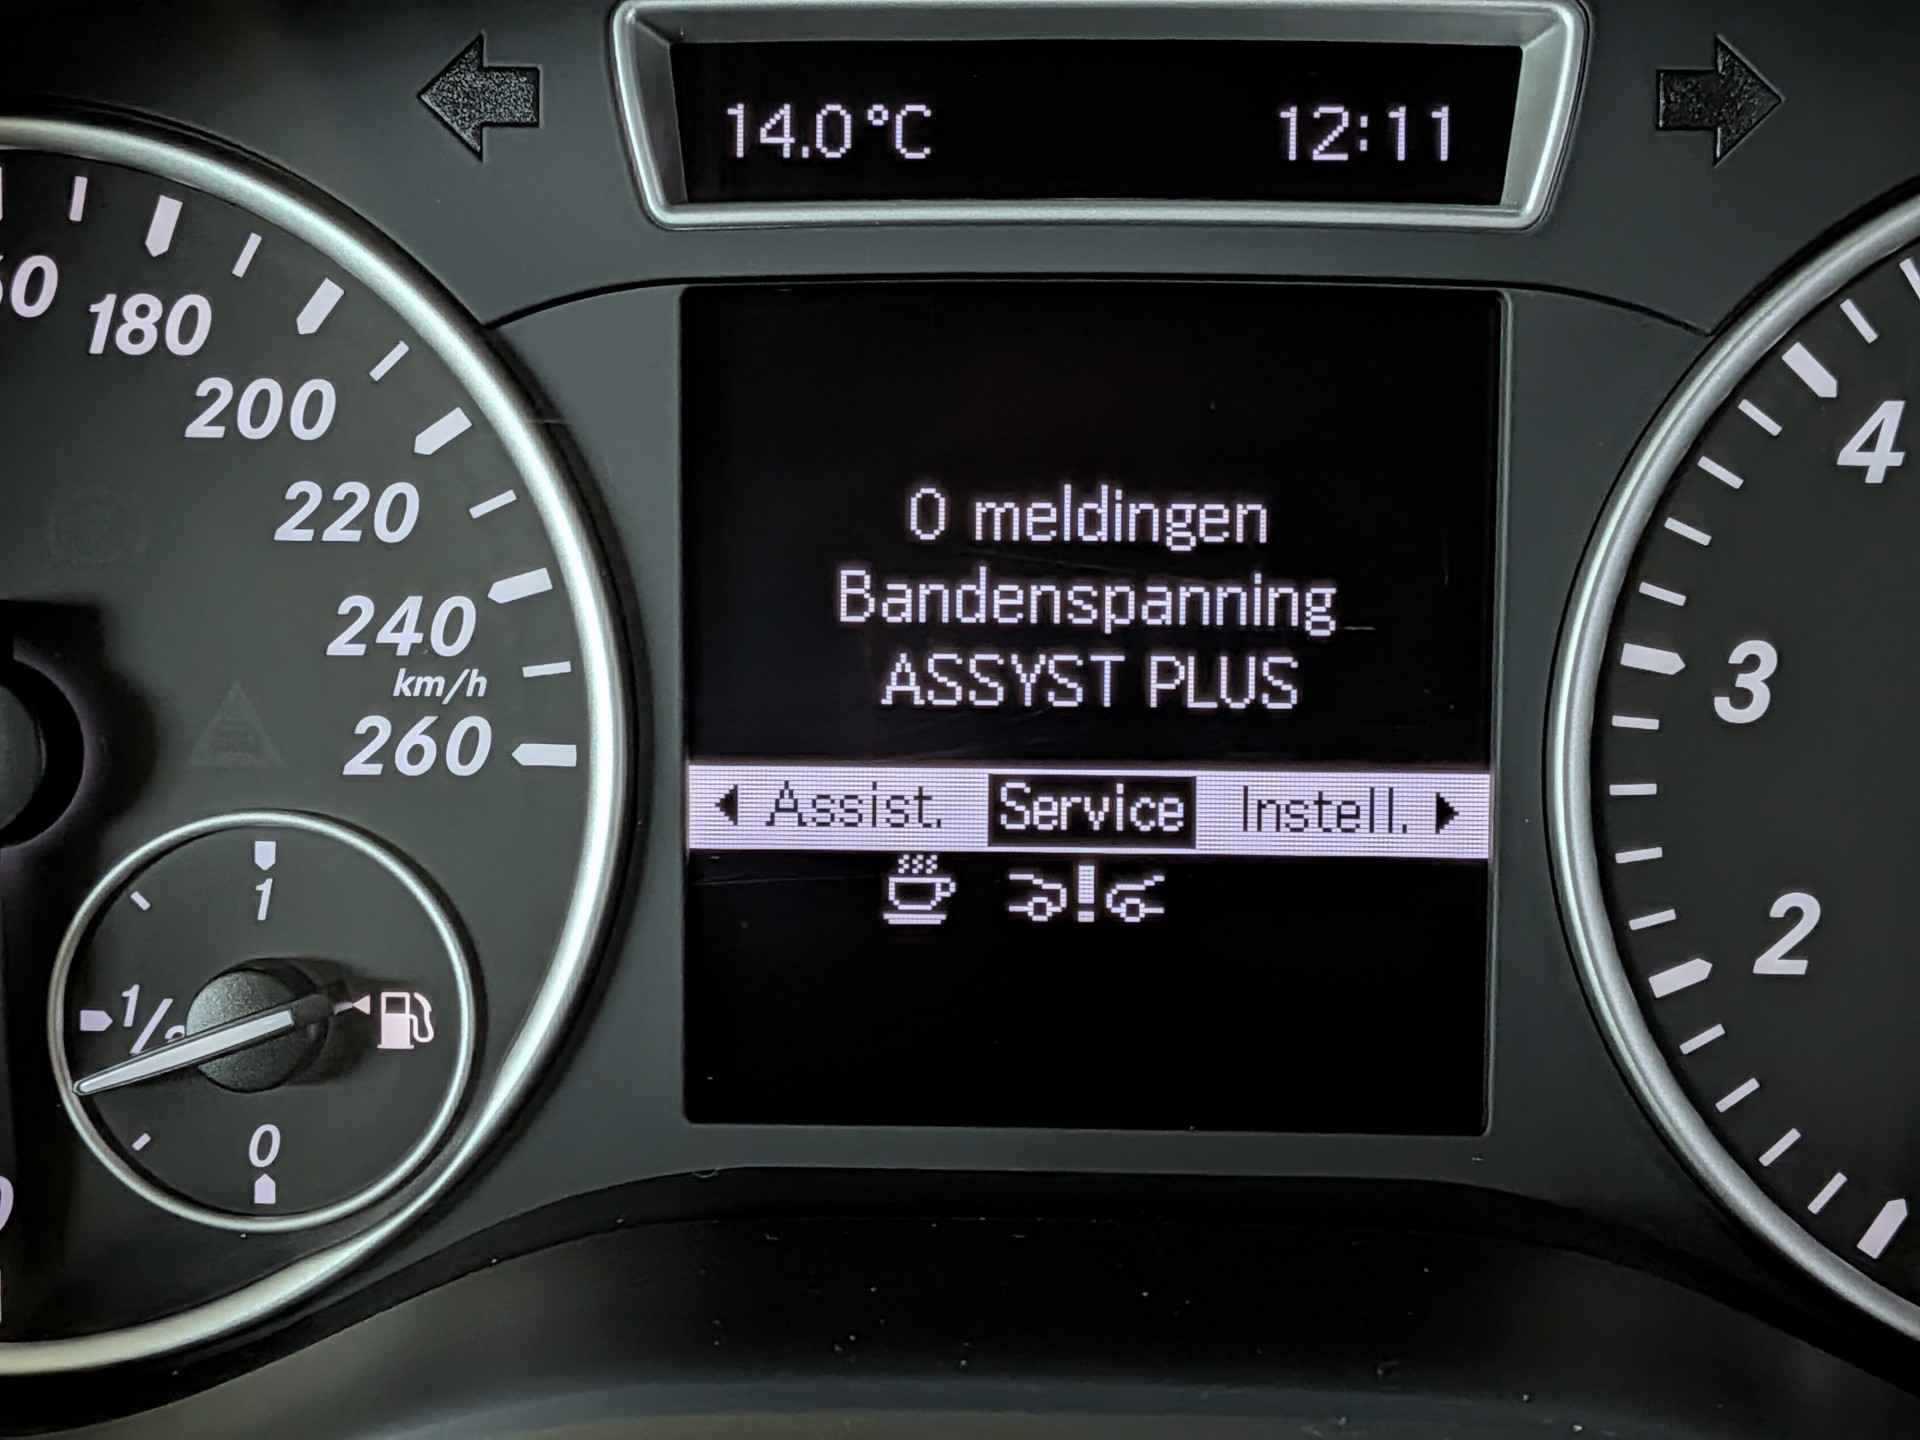 14.0°C 12:11
180
200
220
240
km/h
260
0 meldingen
Bandenspanning
ASSYST PLUS
Assist. Service Instell.
4
3
2
1
1/2
0